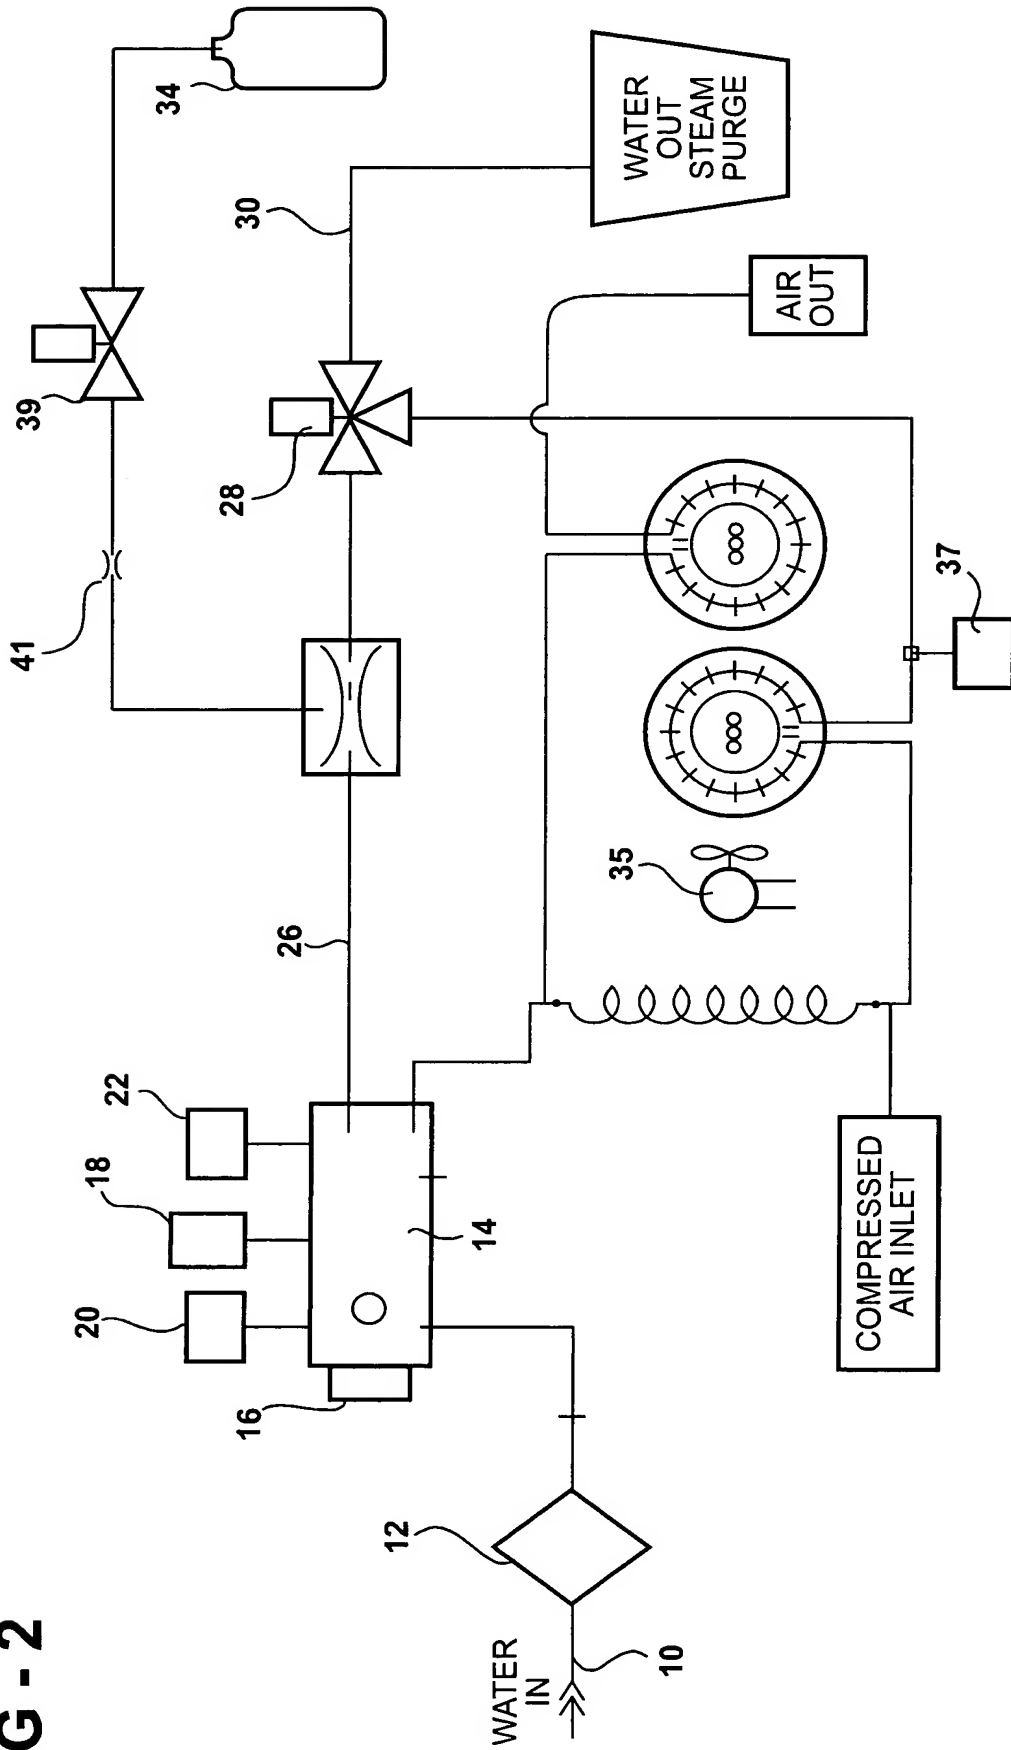 G - 2
34
39
41
30
28
26
WATER
OUT
STEAM
PURGE
AIR
OUT
22
18
20
16
14
35
37
12
10
WATER
IN
COMPRESSED
AIR INLET